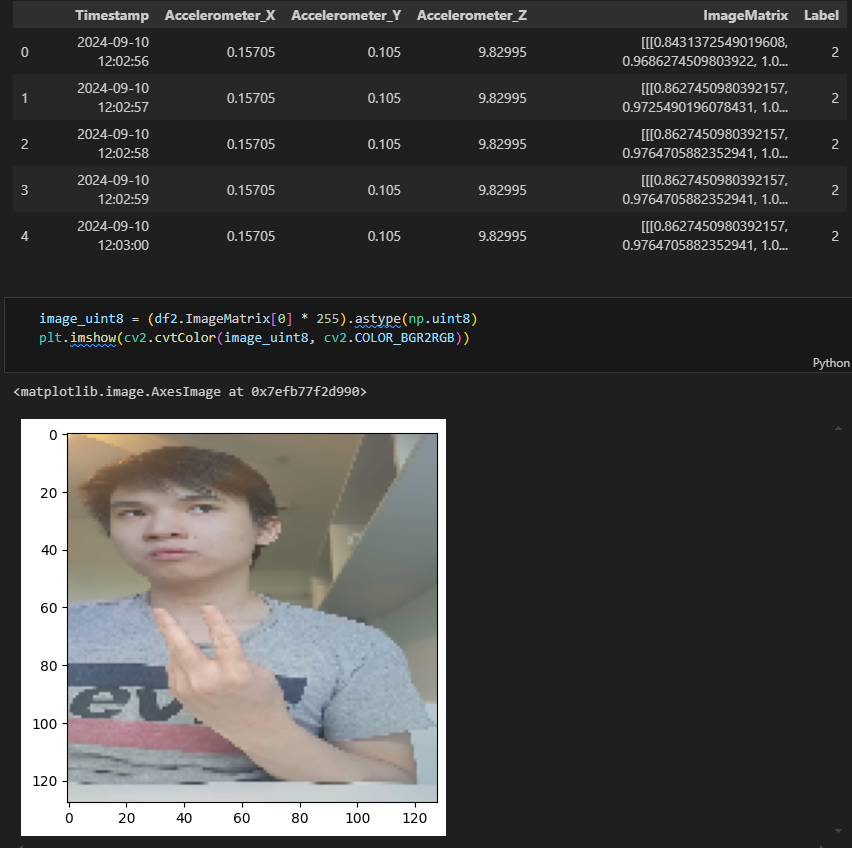 Timestamp Accelerometer_X Accelerometer_Y Accelerometer_Z ImageMatrix Label
0 2024-09-10 12:02:56 0.15705 0.105 9.82995 [[[0.8431372549019608, 0.9686274509803922, 1.0... 2
1 2024-09-10 12:02:57 0.15705 0.105 9.82995 [[[0.8627450980392157, 0.9725490196078431, 1.0... 2
2 2024-09-10 12:02:58 0.15705 0.105 9.82995 [[[0.8627450980392157, 0.9764705882352941, 1.0... 2
3 2024-09-10 12:02:59 0.15705 0.105 9.82995 [[[0.8627450980392157, 0.9764705882352941, 1.0... 2
4 2024-09-10 12:03:00 0.15705 0.105 9.82995 [[[0.8627450980392157, 0.9764705882352941, 1.0... 2
image_uint8 = (df2.ImageMatrix[0] * 255).astype(np.uint8)
plt.imshow(cv2.cvtColor(image_uint8, cv2.COLOR_BGR2RGB))
Python
<matplotlib.image.AxesImage at 0x7efb77f2d990>
0
20
40
60
80
100
120
0 20 40 60 80 100 120